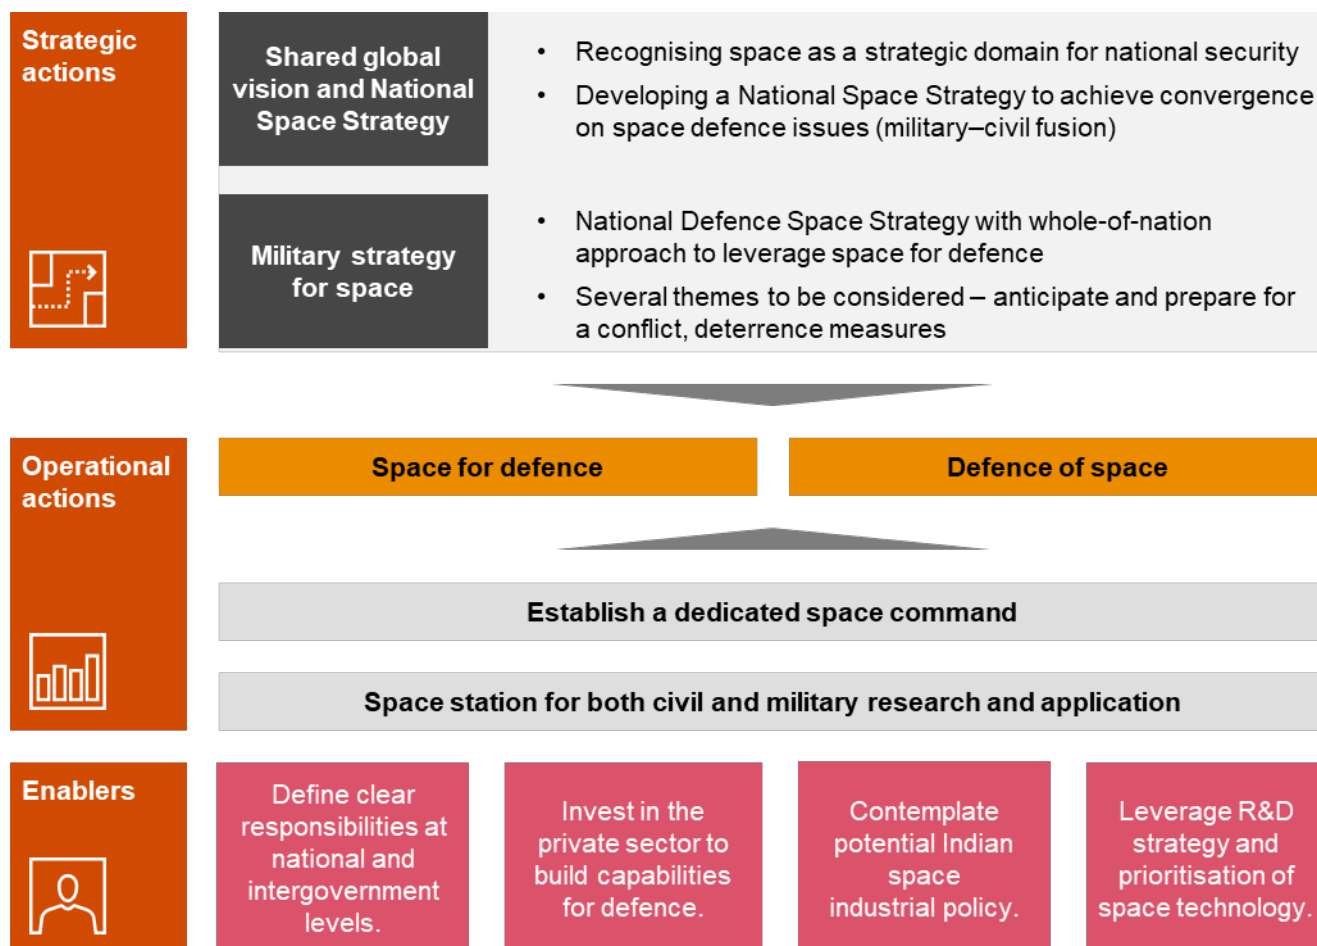 Strategic
actions
Shared global
vision and National
Space Strategy
• Recognising space as a strategic domain for national security
• Developing a National Space Strategy to achieve convergence
on space defence issues (military–civil fusion)
Military strategy
for space
• National Defence Space Strategy with whole-of-nation
approach to leverage space for defence
• Several themes to be considered – anticipate and prepare for
a conflict, deterrence measures
Operational
actions
Space for defence
Defence of space
Establish a dedicated space command
Space station for both civil and military research and application
Enablers
Define clear
responsibilities at
national and
intergovernment
levels.
Invest in the
private sector to
build capabilities
for defence.
Contemplate
potential Indian
space
industrial policy.
Leverage R&D
strategy and
prioritisation of
space technology.